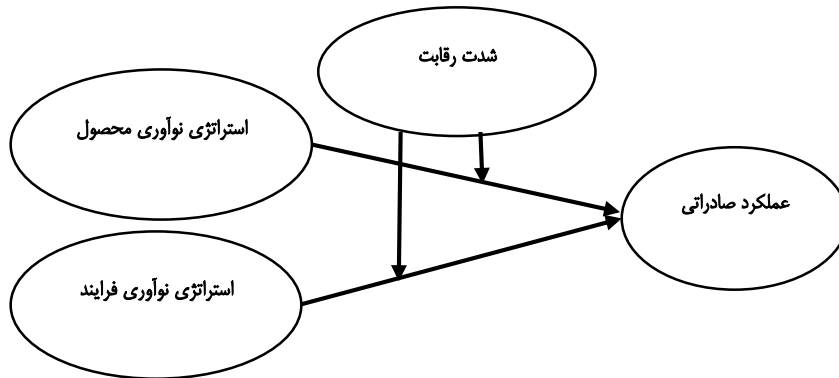 شدت رقابت
استراتژی نوآوری محصول
عملکرد صادراتی
استراتژی نوآوری فرایند